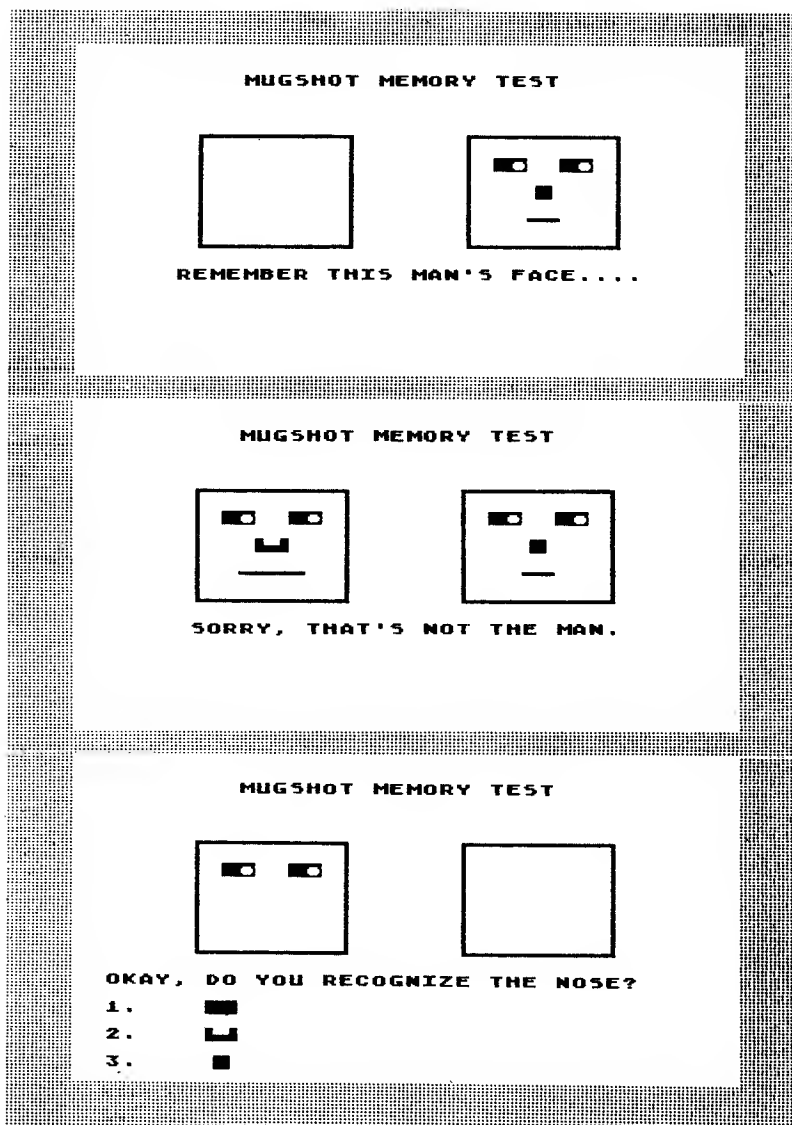 MUGSHOT MEMORY TEST
REMEMBER THIS MAN'S FACE....
MUGSHOT MEMORY TEST
SORRY, THAT'S NOT THE MAN.
MUGSHOT MEMORY TEST
OKAY, DO YOU RECOGNIZE THE NOSE?
1.
2.
3.